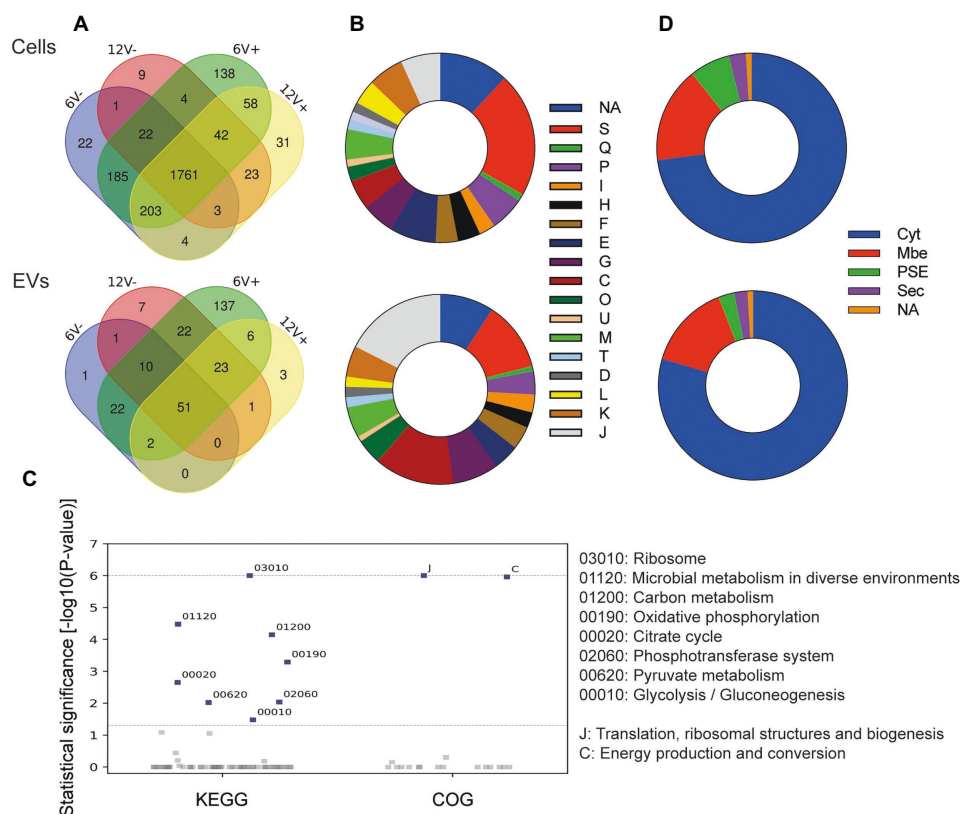 A
B
D
Cells
12V-
6V+
6V-
12V+
9
138
1
4
58
22
22
42
31
185
1761
23
203
3
4
EVs
12V-
6V+
6V-
12V+
7
137
1
22
6
1
10
23
3
22
51
1
2
0
0
NA
S
Q
P
I
H
F
E
G
C
O
U
M
T
D
L
K
J
Cyt
Mbe
PSE
Sec
NA
C
Statistical significance [-log10(P-value)]
7
6
5
4
3
2
1
0
03010
J
C
01120
01200
00190
00020
00620
02060
00010
KEGG
COG
03010: Ribosome
01120: Microbial metabolism in diverse environments
01200: Carbon metabolism
00190: Oxidative phosphorylation
00020: Citrate cycle
02060: Phosphotransferase system
00620: Pyruvate metabolism
00010: Glycolysis / Gluconeogenesis
J: Translation, ribosomal structures and biogenesis
C: Energy production and conversion